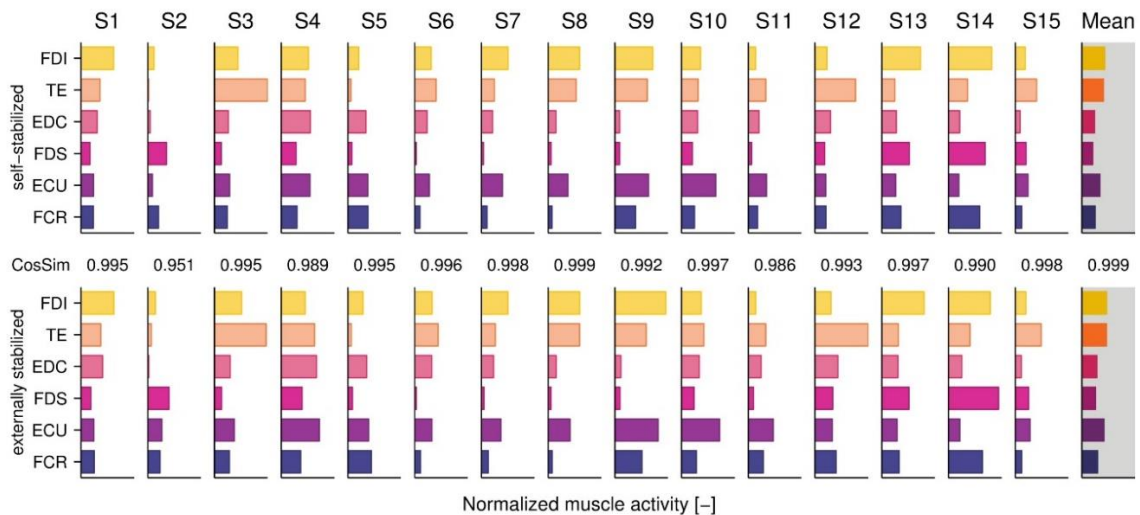 S1 S2 S3 S4 S5 S6 S7 S8 S9 S10 S11 S12 S13 S14 S15 Mean
self-stabilized
FDI
TE
EDC
FDS
ECU
FCR
CosSim 0.995 0.951 0.995 0.989 0.995 0.996 0.998 0.999 0.992 0.997 0.986 0.993 0.997 0.990 0.998 0.999
externally stabilized
FDI
TE
EDC
FDS
ECU
FCR
Normalized muscle activity [-]